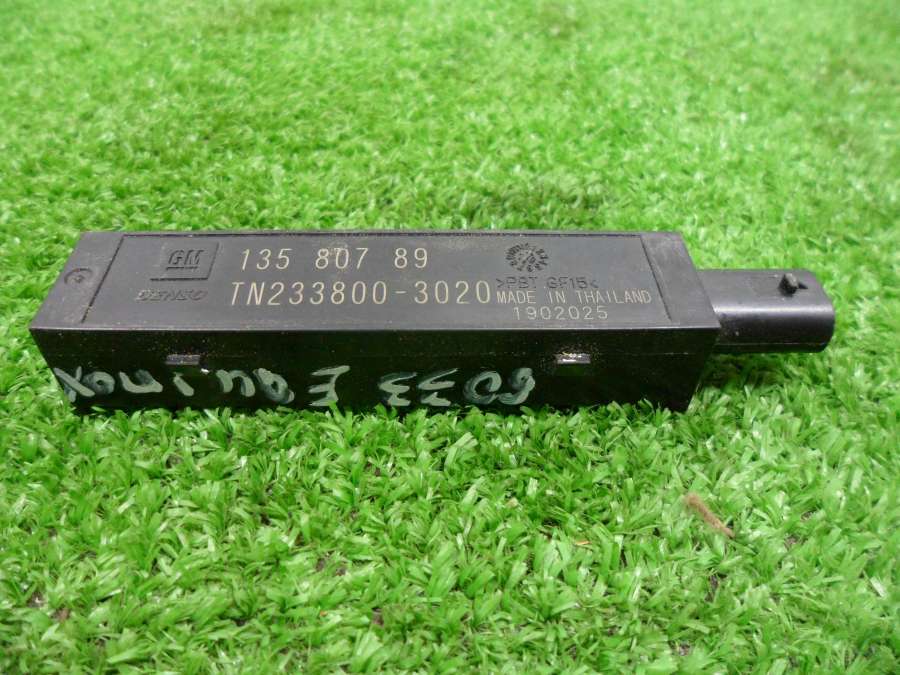 GM 135 807 89
DENSO TN233800-3020
>PBT GF15<
MADE IN THAILAND
1902025
6033 Equinox